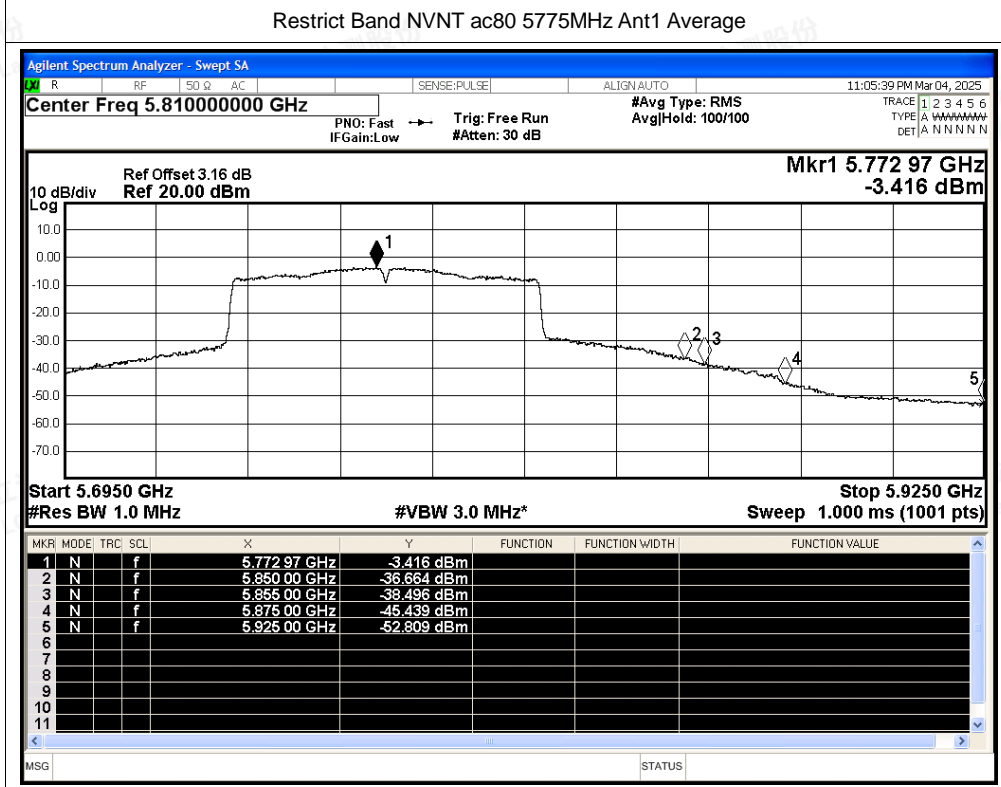 Restrict Band NVNT ac80 5775MHz Ant1 Average
Agilent Spectrum Analyzer - Swept SA
LXI R RF 50 Ω AC SENSE:PULSE ALIGN AUTO 11:05:39 PM Mar 04, 2025
Center Freq 5.810000000 GHz
PNO: Fast
IFGain:Low
Trig: Free Run
#Atten: 30 dB
#Avg Type: RMS
Avg|Hold: 100/100
TRACE 1 2 3 4 5 6
TYPE A WWWWW
DET A N N N N N
Mkr1 5.772 97 GHz
-3.416 dBm
Ref Offset 3.16 dB
10 dB/div Ref 20.00 dBm
Log
10.0
0.00
-10.0
-20.0
-30.0
-40.0
-50.0
-60.0
-70.0
1
2
3
4
5
Start 5.6950 GHz Stop 5.9250 GHz
#Res BW 1.0 MHz #VBW 3.0 MHz* Sweep 1.000 ms (1001 pts)
MKR MODE TRC SCL X Y FUNCTION FUNCTION WIDTH FUNCTION VALUE
1 N f 5.772 97 GHz -3.416 dBm
2 N f 5.850 00 GHz -36.664 dBm
3 N f 5.855 00 GHz -38.496 dBm
4 N f 5.875 00 GHz -45.439 dBm
5 N f 5.925 00 GHz -52.809 dBm
6
7
8
9
10
11
MSG STATUS